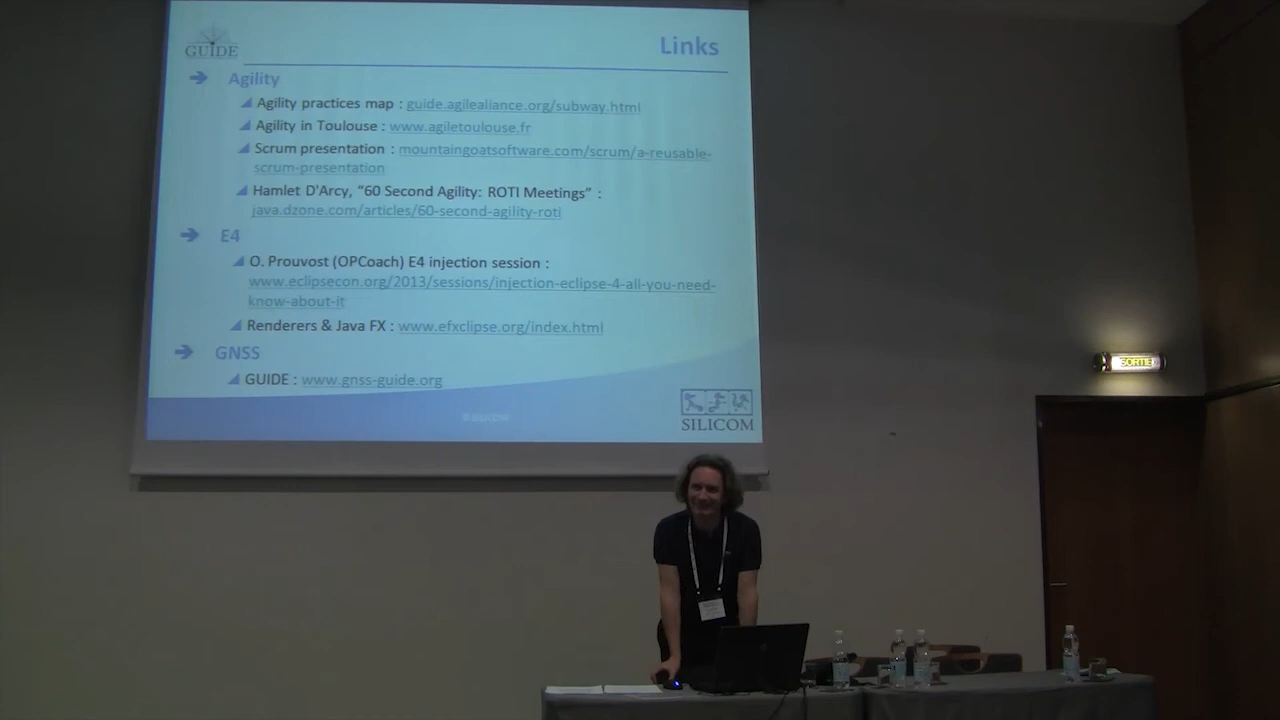 GUIDE
Links
Agility
Agility practices map : guide.agilealiance.org/subway.html
Agility in Toulouse : www.agiletoulouse.fr
Scrum presentation : mountaingoatsoftware.com/scrum/a-reusable-
scrum-presentation
Hamlet D'Arcy, "60 Second Agility: ROTI Meetings" :
java.dzone.com/articles/60-second-agility-roti
E4
O. Prouvost (OPCoach) E4 injection session :
www.eclipsecon.org/2013/sessions/injection-eclipse-4-all-you-need-
know-about-it
Renderers & Java FX : www.efxclipse.org/index.html
GNSS
GUIDE : www.gnss-guide.org
SILICOM
SORTIE